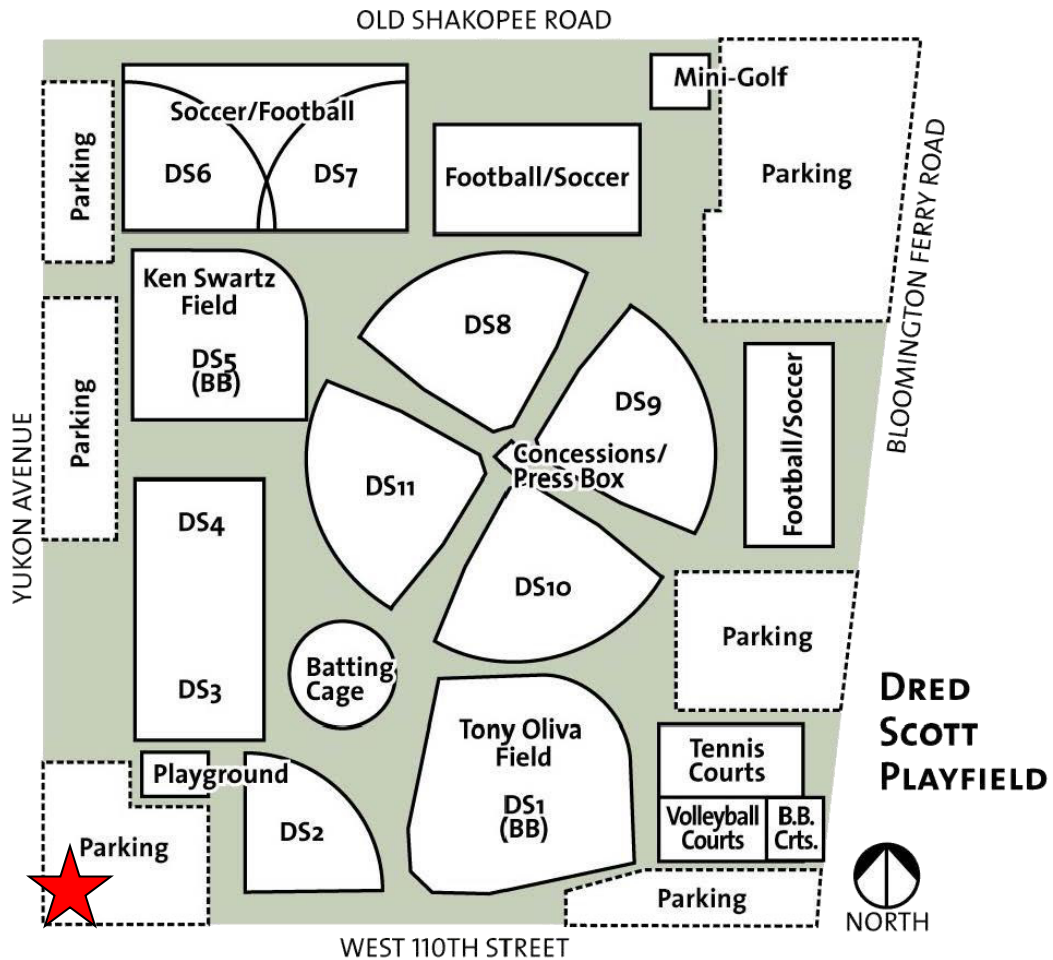 OLD SHAKOPEE ROAD
Mini-Golf
Soccer/Football
Parking
DS6
DS7
Football/Soccer
Parking
BLOOMINGTON FERRY ROAD
Ken Swartz
Field
DS5
(BB)
DS8
DS9
Parking
YUKON AVENUE
Football/Soccer
Concessions/
Press Box
DS11
DS4
DS10
Parking
Batting
Cage
DS3
DRED
SCOTT
PLAYFIELD
Tony Oliva
Field
DS1
(BB)
Tennis
Courts
Playground
Volleyball
Courts
B.B.
Crts.
DS2
Parking
Parking
NORTH
WEST 110TH STREET